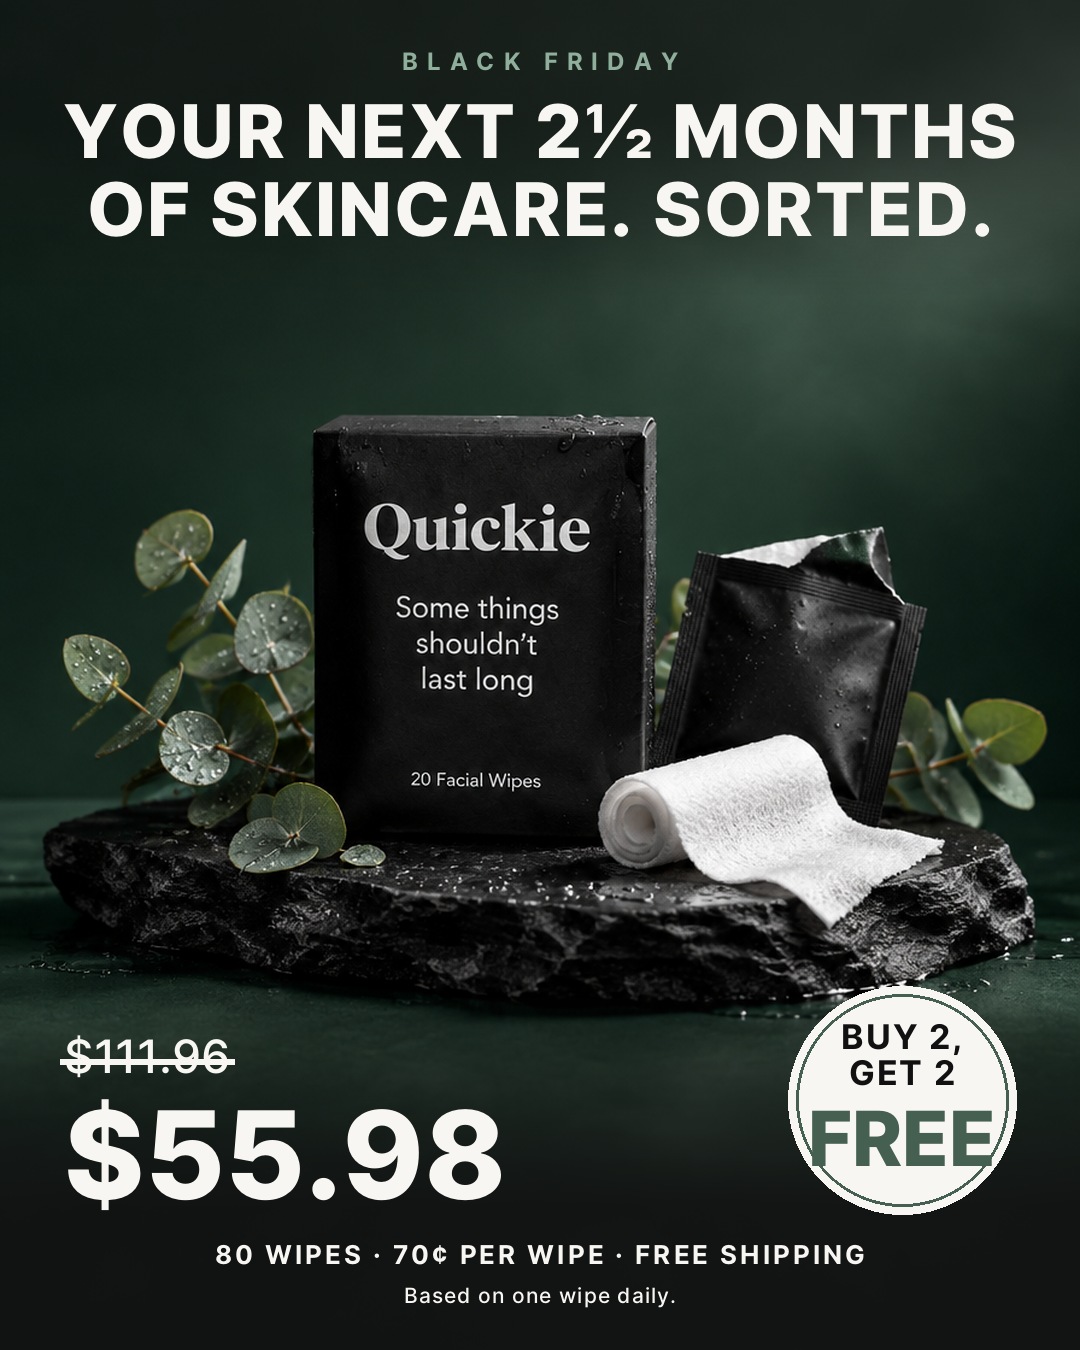 BLACK FRIDAY
YOUR NEXT 2½ MONTHS
OF SKINCARE. SORTED.
Quickie
Some things
shouldn’t
last long
20 Facial Wipes
$111.96
$55.98
BUY 2,
GET 2
FREE
80 WIPES · 70¢ PER WIPE · FREE SHIPPING
Based on one wipe daily.